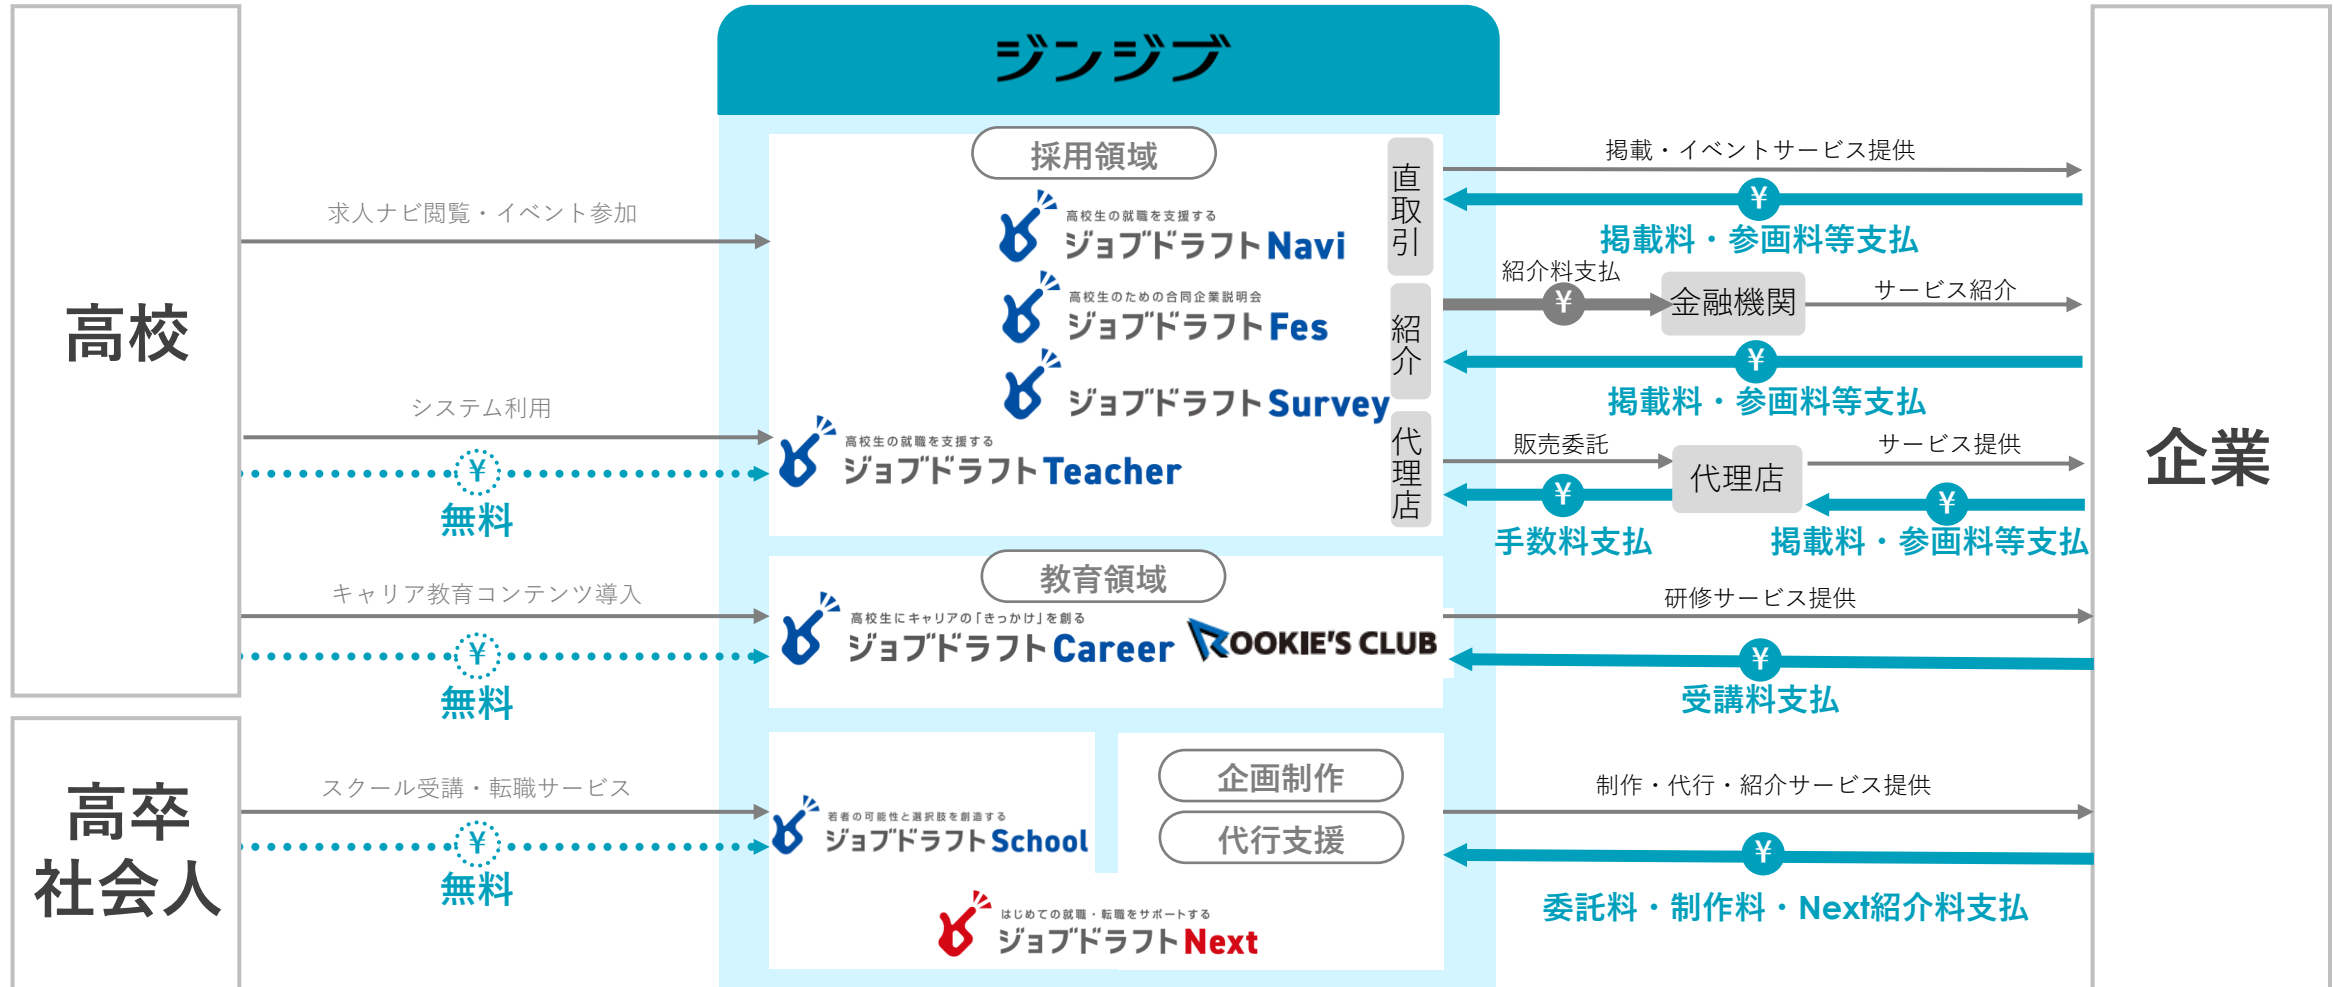 ジンジブ
高校
求人ナビ閲覧・イベント参加
システム利用
¥
無料
キャリア教育コンテンツ導入
¥
無料
高卒
社会人
スクール受講・転職サービス
¥
無料
採用領域
高校生の就職を支援する
ジョブドラフトNavi
高校生のための合同企業説明会
ジョブドラフトFes
ジョブドラフトSurvey
高校生の就職を支援する
ジョブドラフトTeacher
直取引
紹介
代理店
教育領域
高校生にキャリアの「きっかけ」を創る
ジョブドラフトCareer
ROOKIE'S CLUB
若者の可能性と選択肢を創造する
ジョブドラフトSchool
企画制作
代行支援
はじめての就職・転職をサポートする
ジョブドラフトNext
掲載・イベントサービス提供
¥
掲載料・参画料等支払
紹介料支払
¥
金融機関
サービス紹介
¥
掲載料・参画料等支払
販売委託
代理店
サービス提供
¥
手数料支払
¥
掲載料・参画料等支払
研修サービス提供
¥
受講料支払
制作・代行・紹介サービス提供
¥
委託料・制作料・Next紹介料支払
企業